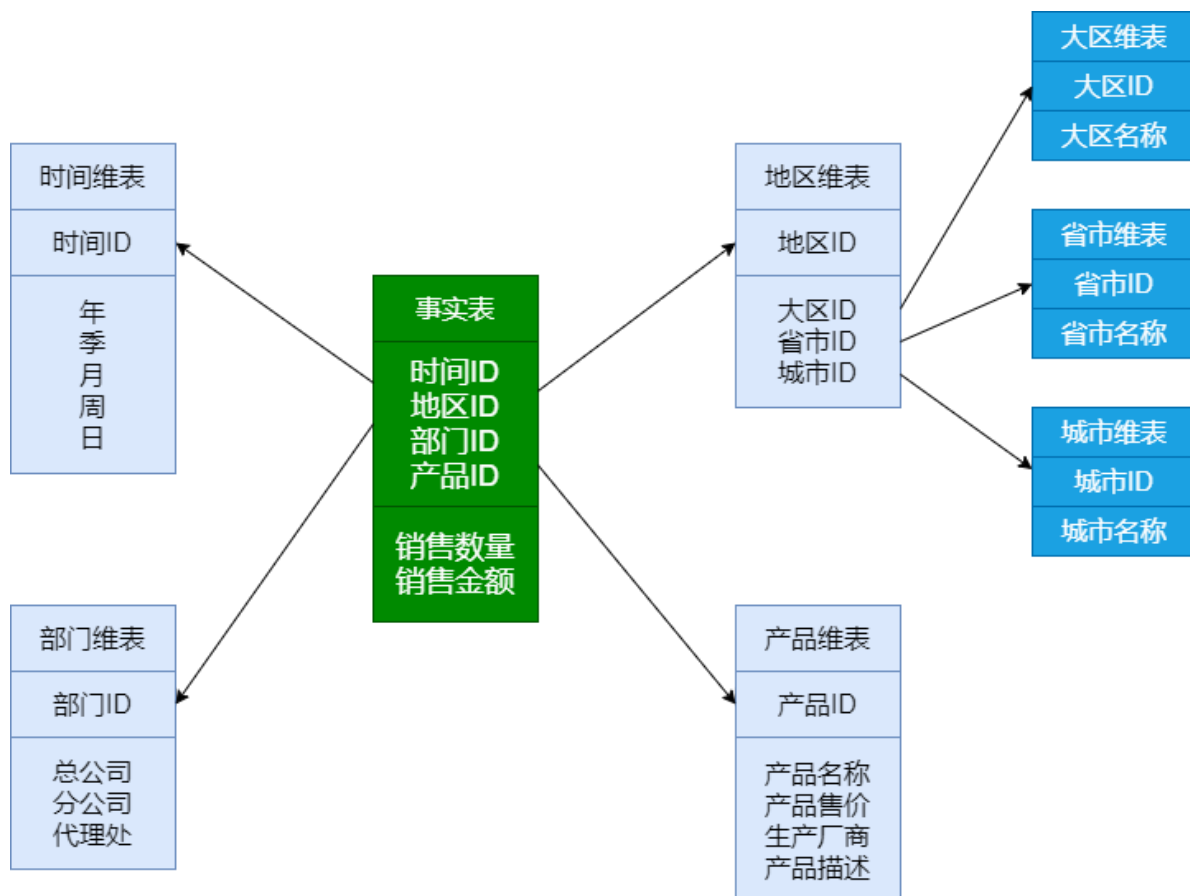 时间维表
时间ID
年
季
月
周
日
部门维表
部门ID
总公司
分公司
代理处
事实表
时间ID
地区ID
部门ID
产品ID
销售数量
销售金额
地区维表
地区ID
大区ID
省市ID
城市ID
产品维表
产品ID
产品名称
产品售价
生产厂商
产品描述
大区维表
大区ID
大区名称
省市维表
省市ID
省市名称
城市维表
城市ID
城市名称